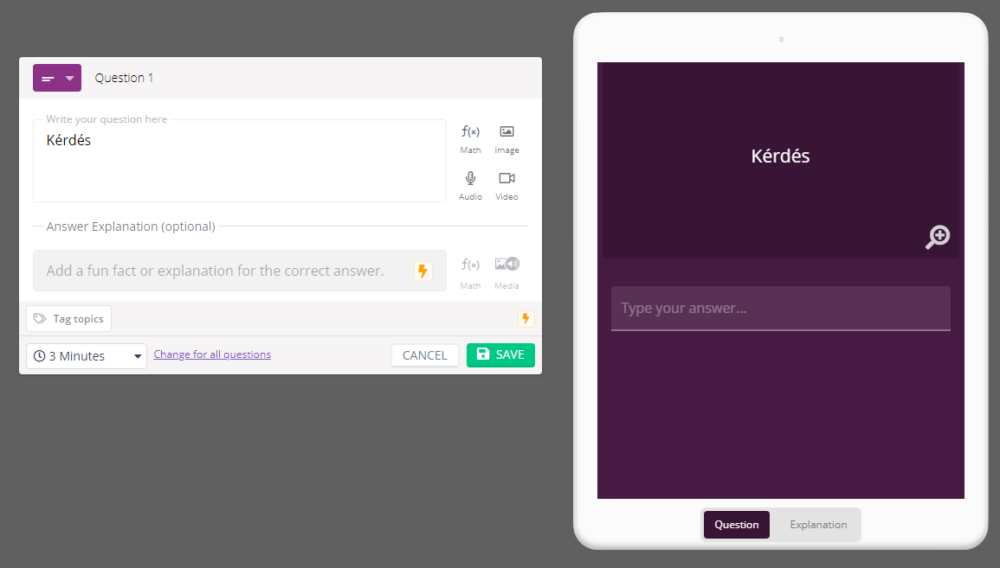 Question 1
Write your question here
Kérdés
f(x)
Math
Image
Audio
Video
Answer Explanation (optional)
Add a fun fact or explanation for the correct answer.
f(x)
Math
Media
Tag topics
3 Minutes
Change for all questions
CANCEL
SAVE
Kérdés
Type your answer...
Question
Explanation